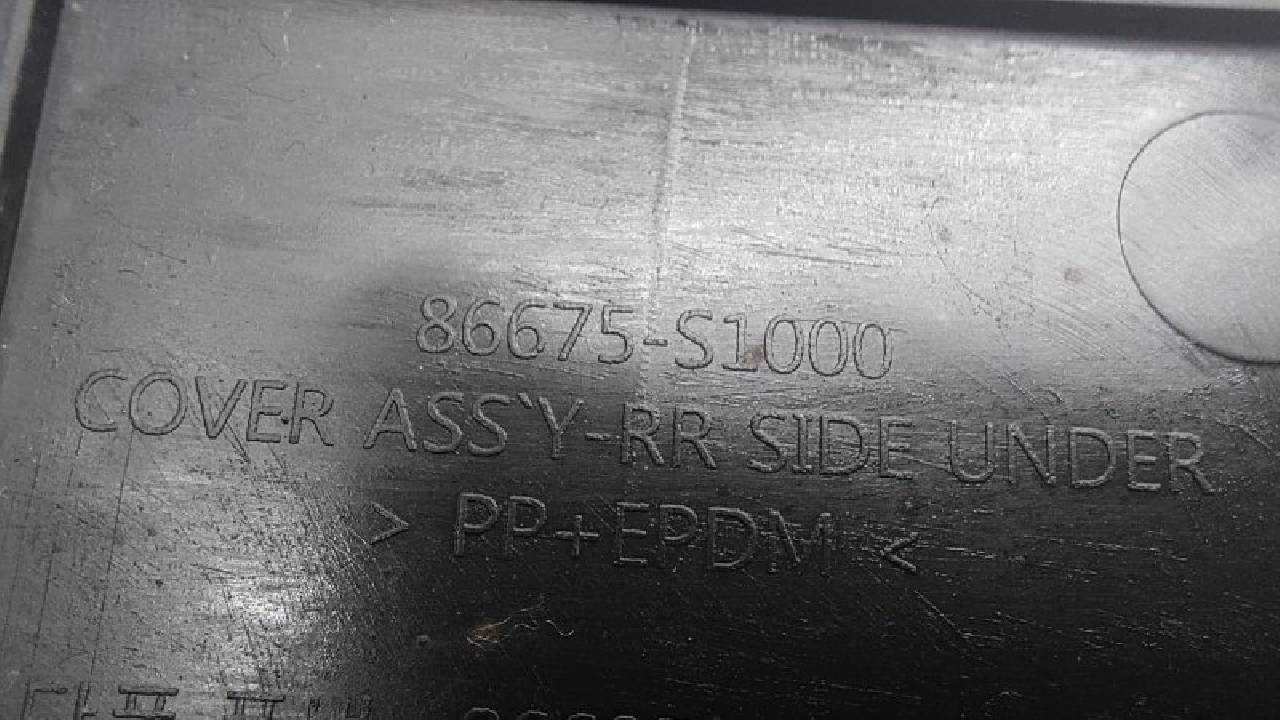 86675-S1000
COVER ASS'Y-RR SIDE UNDER
> PP+EPDM <